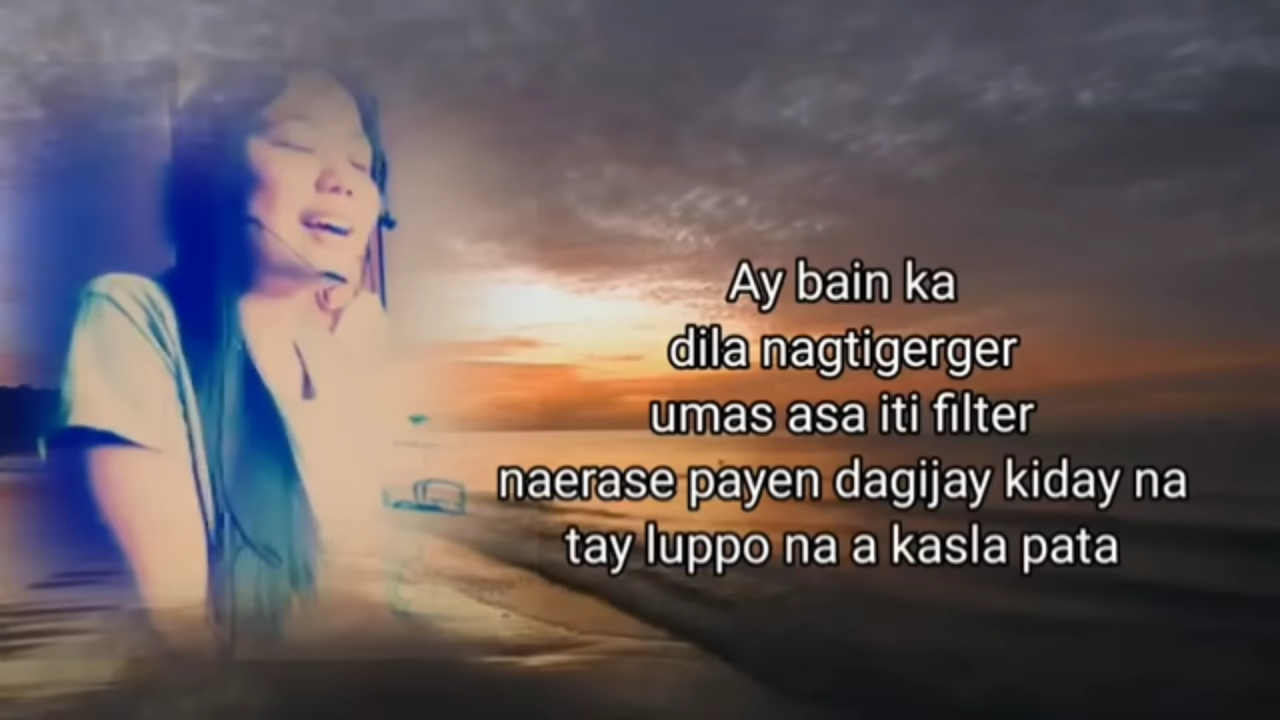 Ay bain ka
dila nagtigerger
umas asa iti filter
naerase payen dagijay kiday na
tay luppo na a kasla pata